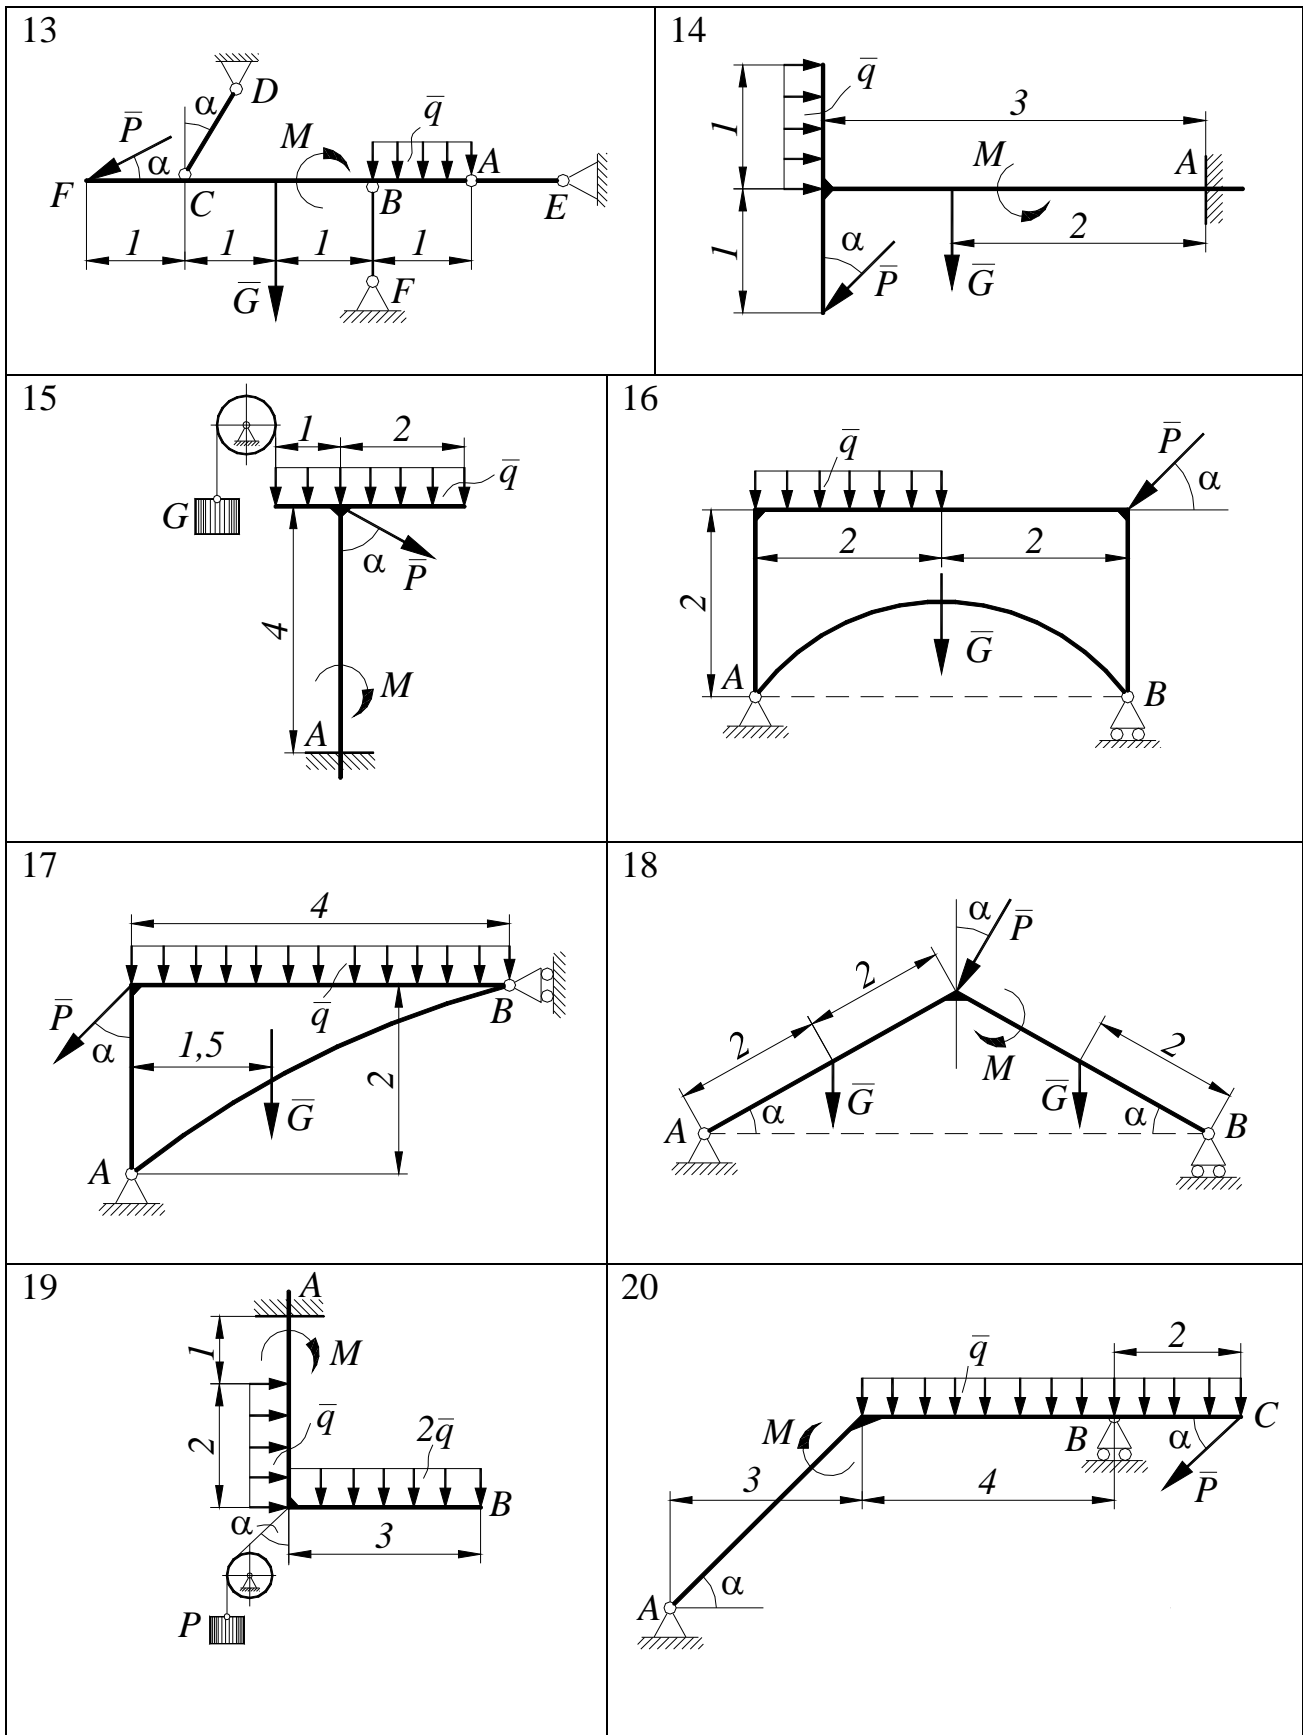 13
D
α
P̅
α
M
q̅
A
F
C
B
E
1
1
1
1
G̅
F
14
q̅
3
1
M
A
2
1
α
P̅
G̅
15
1
2
q̅
G
α
P̅
4
M
A
16
q̅
P̅
α
2
2
2
G̅
A
B
17
4
P̅
q̅
B
α
1,5
2
G̅
A
18
α
P̅
2
2
M
2
G̅
G̅
A
α
α
B
19
A
1
M
2
q̅
2q̅
B
α
3
P
20
2
q̅
M
B
α
C
3
4
P̅
A
α